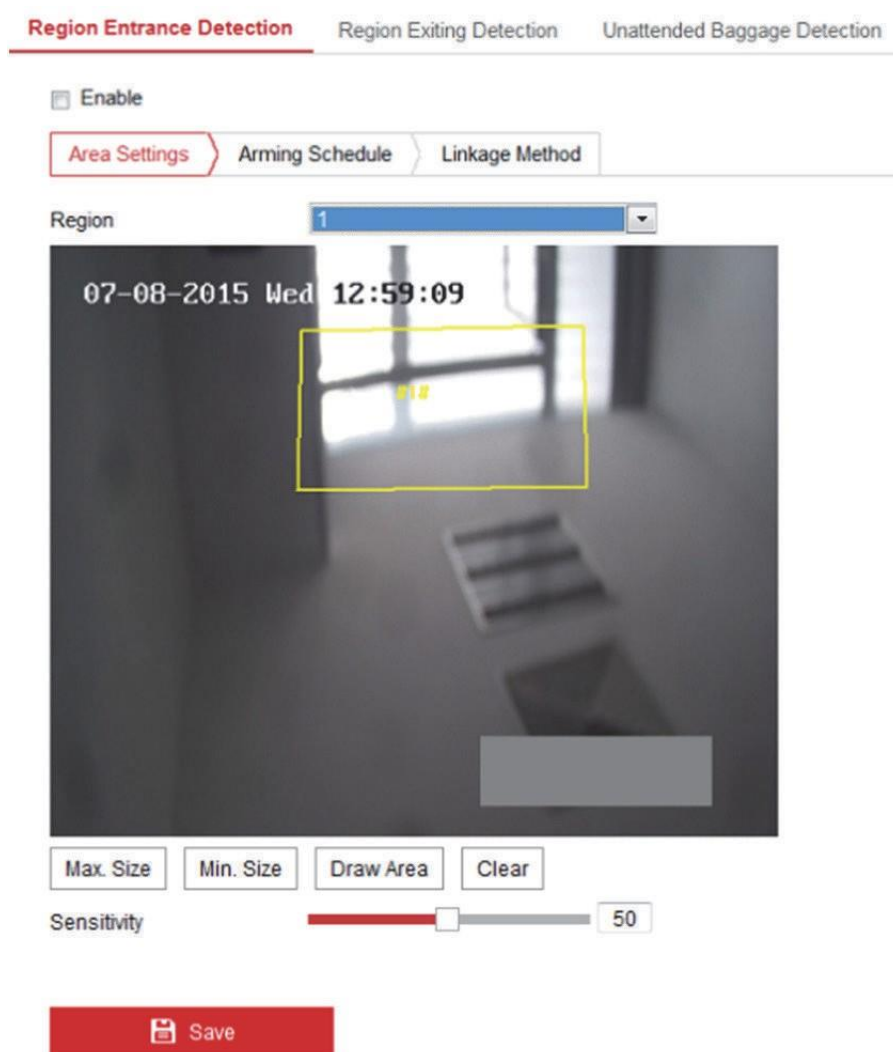 Region Entrance Detection Region Exiting Detection Unattended Baggage Detection
Enable
Area Settings Arming Schedule Linkage Method
Region 1
07-08-2015 Wed 12:59:09
#1#
Max. Size Min. Size Draw Area Clear
Sensitivity 50
Save